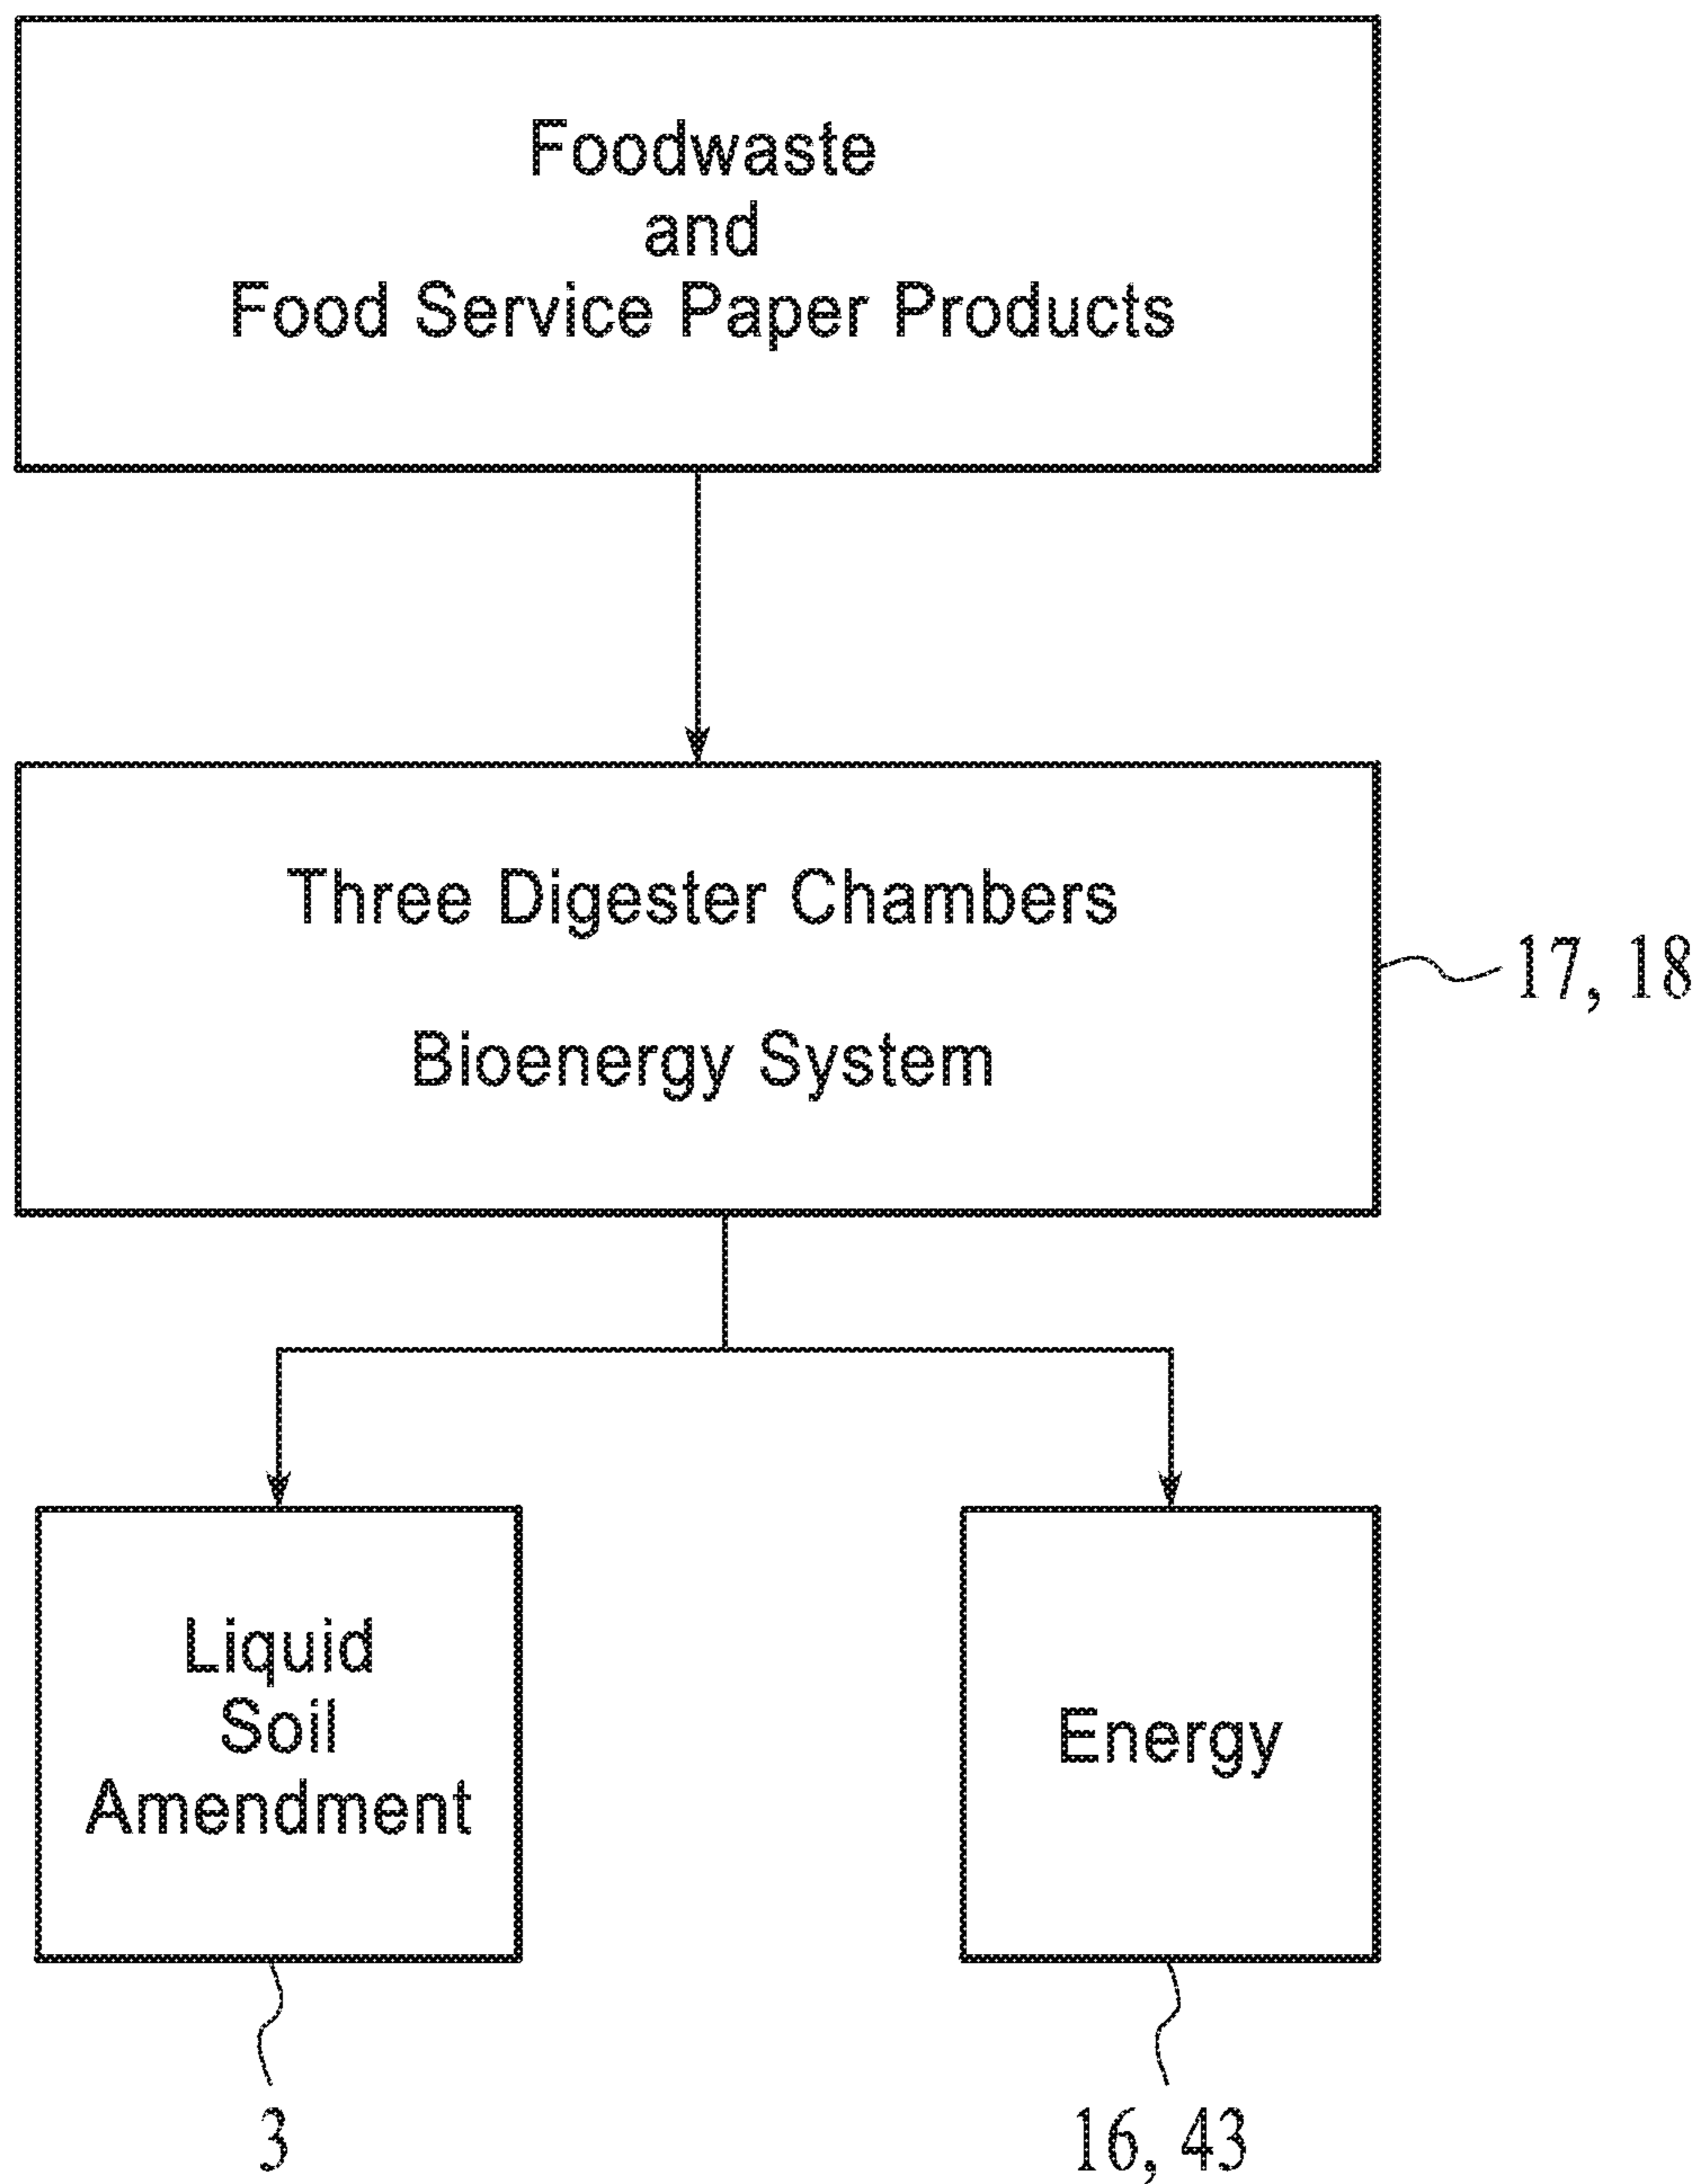 Foodwaste
and
Food Service Paper Products
Three Digester Chambers
Bioenergy System
17, 18
Liquid
Soil
Amendment
Energy
3
16, 43